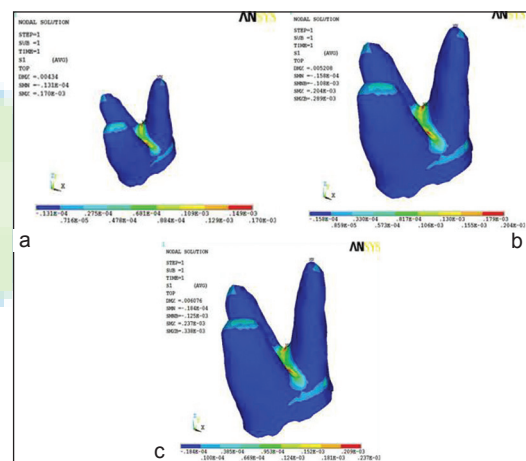 ANSYS
NODAL SOLUTION
STEP=1
SUB =1
TIME=1
S1 (AVG)
TOP
DMX =.00434
SMN =-.131E-04
SMX =.170E-03
Z
X
-.131E-04 .275E-04 .681E-04 .109E-03 .149E-03
.716E-05 .478E-04 .884E-04 .129E-03 .170E-03
a
ANSYS
NODAL SOLUTION
STEP=1
SUB =1
TIME=1
S1 (AVG)
TOP
DMX =.005208
SMN =-.158E-04
SMNB=-.108E-03
SMX =.204E-03
SMXB=.289E-03
Z
X
-.158E-04 .330E-04 .817E-04 .130E-03 .179E-03
.859E-05 .573E-04 .106E-03 .155E-03 .204E-03
b
ANSYS
NODAL SOLUTION
STEP=1
SUB =1
TIME=1
S1 (AVG)
TOP
DMX =.006076
SMN =-.184E-04
SMNB=-.125E-03
SMX =.237E-03
SMXB=.338E-03
Z
X
-.184E-04 .385E-04 .953E-04 .152E-03 .209E-03
.100E-04 .669E-04 .124E-03 .181E-03 .237E-03
c